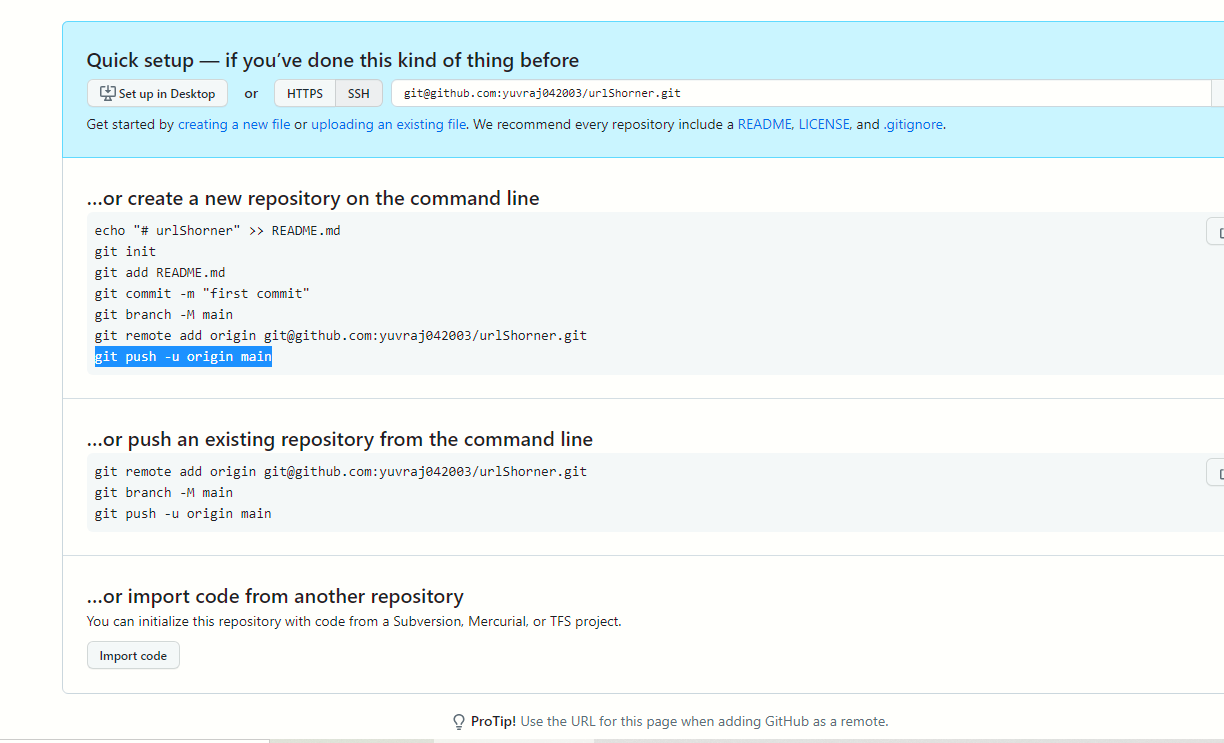 Quick setup — if you’ve done this kind of thing before
Set up in Desktop or HTTPS SSH git@github.com:yuvraj042003/urlShorner.git
Get started by creating a new file or uploading an existing file. We recommend every repository include a README, LICENSE, and .gitignore.
…or create a new repository on the command line
echo "# urlShorner" >> README.md
git init
git add README.md
git commit -m "first commit"
git branch -M main
git remote add origin git@github.com:yuvraj042003/urlShorner.git
git push -u origin main
…or push an existing repository from the command line
git remote add origin git@github.com:yuvraj042003/urlShorner.git
git branch -M main
git push -u origin main
…or import code from another repository
You can initialize this repository with code from a Subversion, Mercurial, or TFS project.
Import code
ProTip! Use the URL for this page when adding GitHub as a remote.